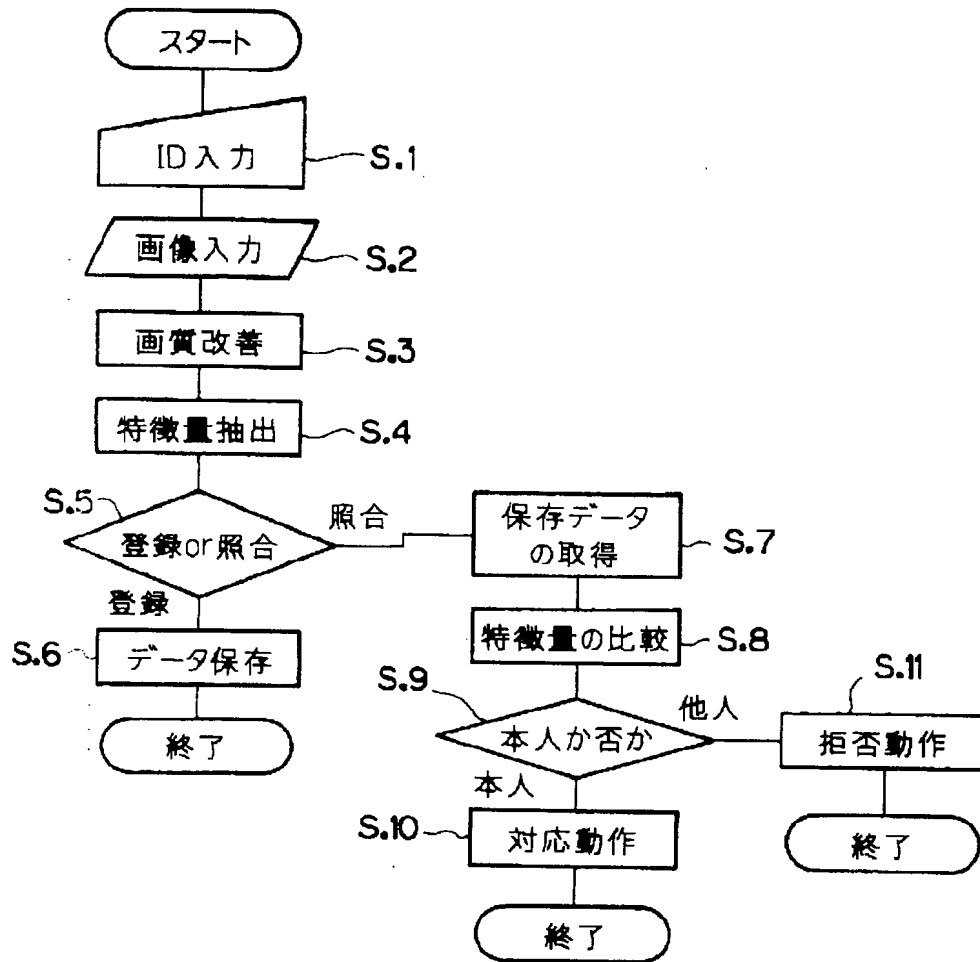 スタート
ID入力
S.1
画像入力
S.2
画質改善
S.3
特徴量抽出
S.4
S.5
登録or照合
照合
登録
S.6
データ保存
終了
保存データ
の取得
S.7
特徴量の比較
S.8
S.9
本人か否か
他人
S.11
拒否動作
終了
本人
S.10
対応動作
終了